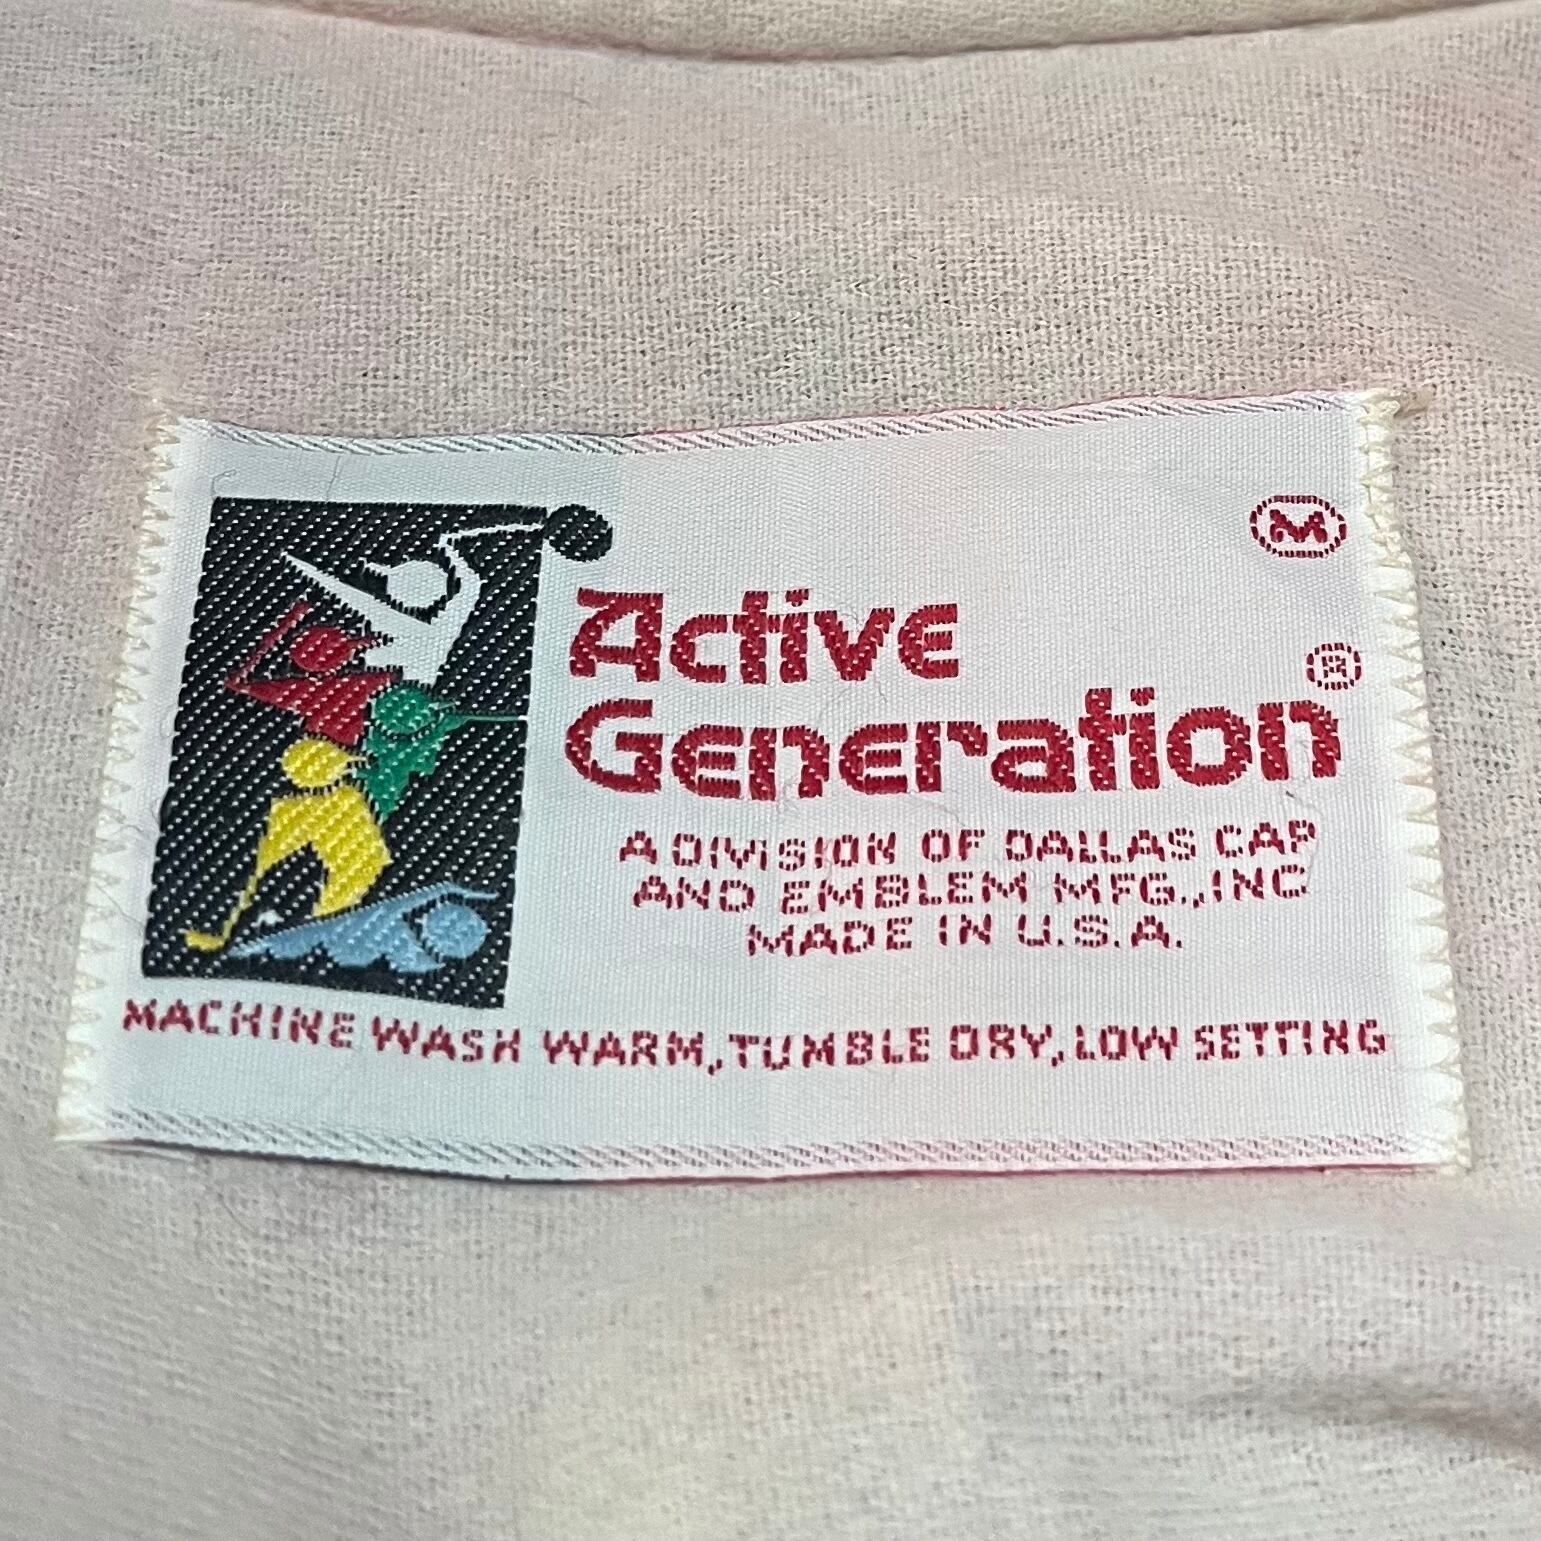 M
Active
Generation®
A DIVISION OF DALLAS CAP
AND EMBLEM MFG.,INC
MADE IN U.S.A.
MACHINE WASH WARM, TUMBLE DRY, LOW SETTING